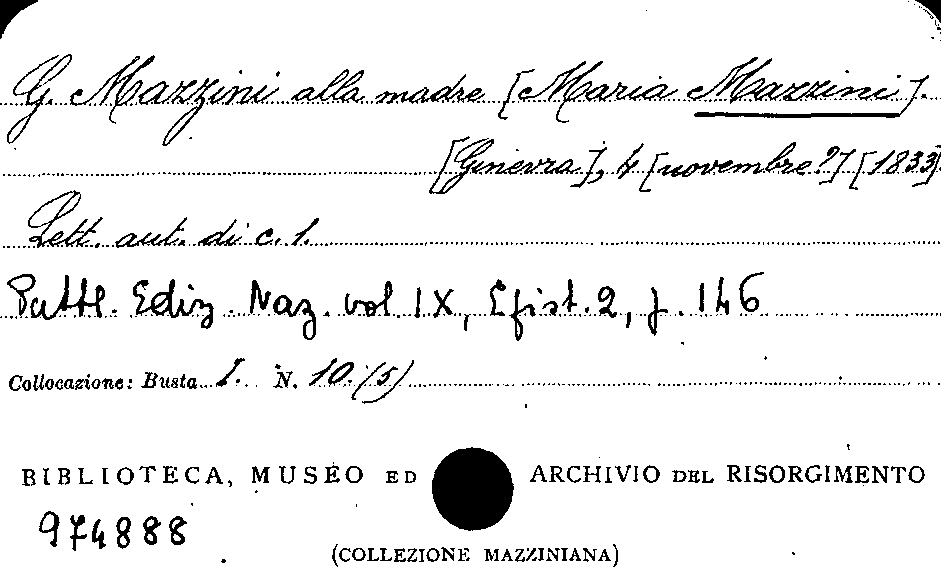 G. Mazzini alla madre [Maria Mazzini].
[Ginevra], 4 [novembre?] [1833]
Lett. aut. di c. 1.
Publ. Ediz. Naz. vol. IX, Epist. 2, p. 146
Collocazione: Busta I. N. 10.(5)
BIBLIOTECA, MUSEO ED ARCHIVIO DEL RISORGIMENTO
974888
(COLLEZIONE MAZZINIANA)